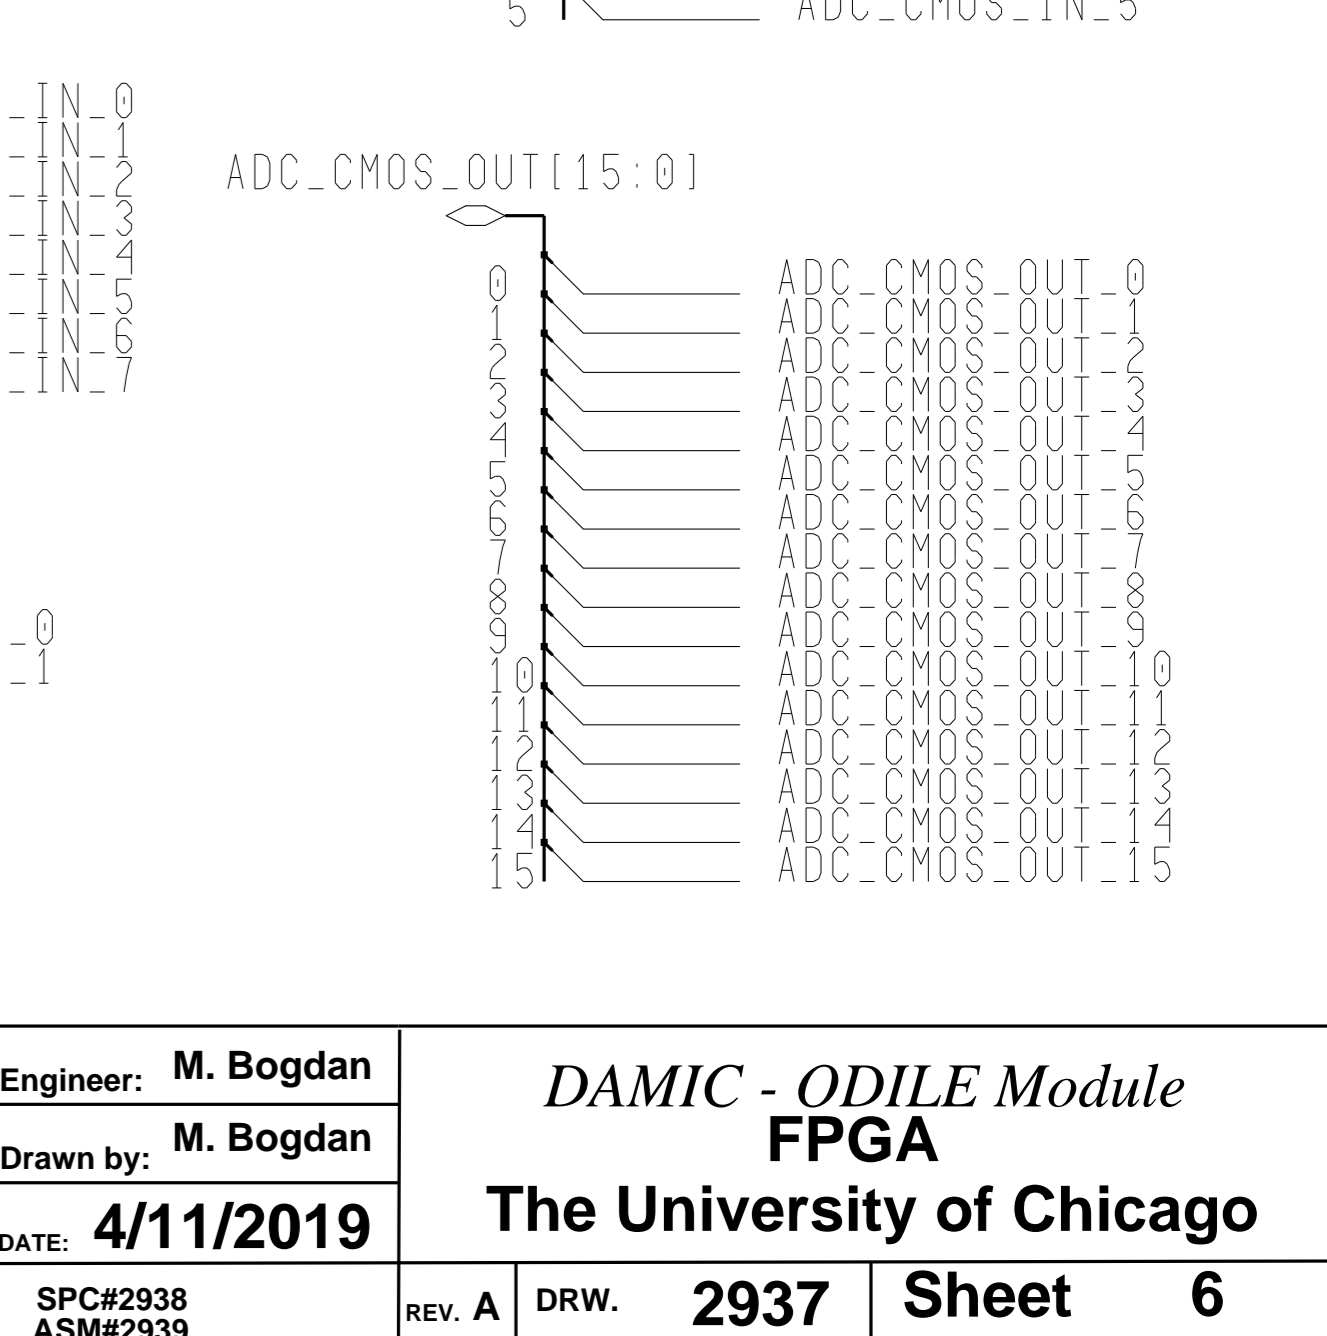 5 ADC_CMOS_IN_5
_IN_0
_IN_1
_IN_2
_IN_3
_IN_4
_IN_5
_IN_6
_IN_7
_0
_1
ADC_CMOS_OUT[15:0]
0 ADC_CMOS_OUT_0
1 ADC_CMOS_OUT_1
2 ADC_CMOS_OUT_2
3 ADC_CMOS_OUT_3
4 ADC_CMOS_OUT_4
5 ADC_CMOS_OUT_5
6 ADC_CMOS_OUT_6
7 ADC_CMOS_OUT_7
8 ADC_CMOS_OUT_8
9 ADC_CMOS_OUT_9
10 ADC_CMOS_OUT_10
11 ADC_CMOS_OUT_11
12 ADC_CMOS_OUT_12
13 ADC_CMOS_OUT_13
14 ADC_CMOS_OUT_14
15 ADC_CMOS_OUT_15
Engineer: M. Bogdan
Drawn by: M. Bogdan
DATE: 4/11/2019
SPC#2938
ASM#2939
DAMIC - ODILE Module
FPGA
The University of Chicago
REV. A DRW. 2937 Sheet 6